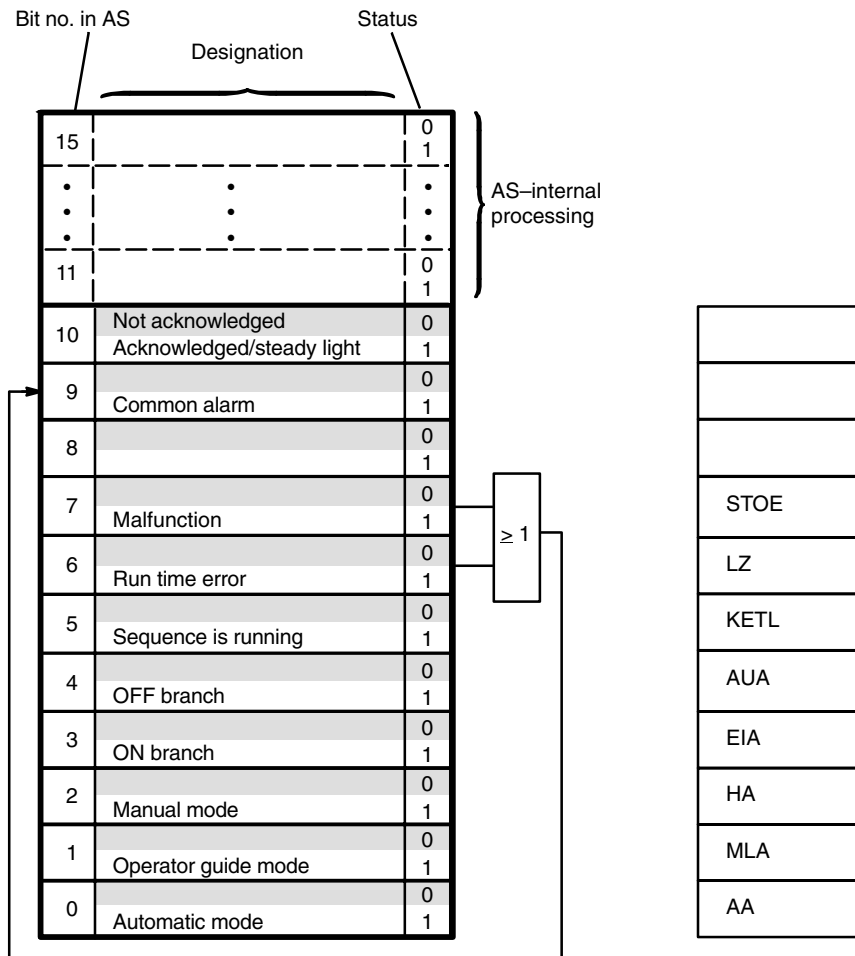 Bit no. in AS
Status
Designation
15
0
1
AS–internal
processing
11
0
1
10
Not acknowledged
0
Acknowledged/steady light
1
9
0
Common alarm
1
8
0
1
7
0
Malfunction
1
STOE
≥ 1
6
0
Run time error
1
LZ
5
0
Sequence is running
1
KETL
4
0
OFF branch
1
AUA
3
0
ON branch
1
EIA
2
0
Manual mode
1
HA
1
0
Operator guide mode
1
MLA
0
0
Automatic mode
1
AA